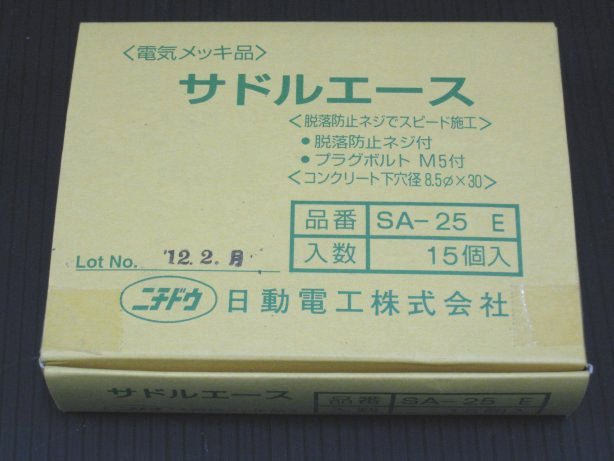 <電気メッキ品>
サドルエース
<脱落防止ネジでスピード施工>
● 脱落防止ネジ付
● プラグボルト M5付
<コンクリート下穴径8.5φ×30>
品番 SA-25 E
入数 15個入
Lot No. '12.2.月
ニチドウ 日動電工株式会社
サドルエース 品番 SA-25 E